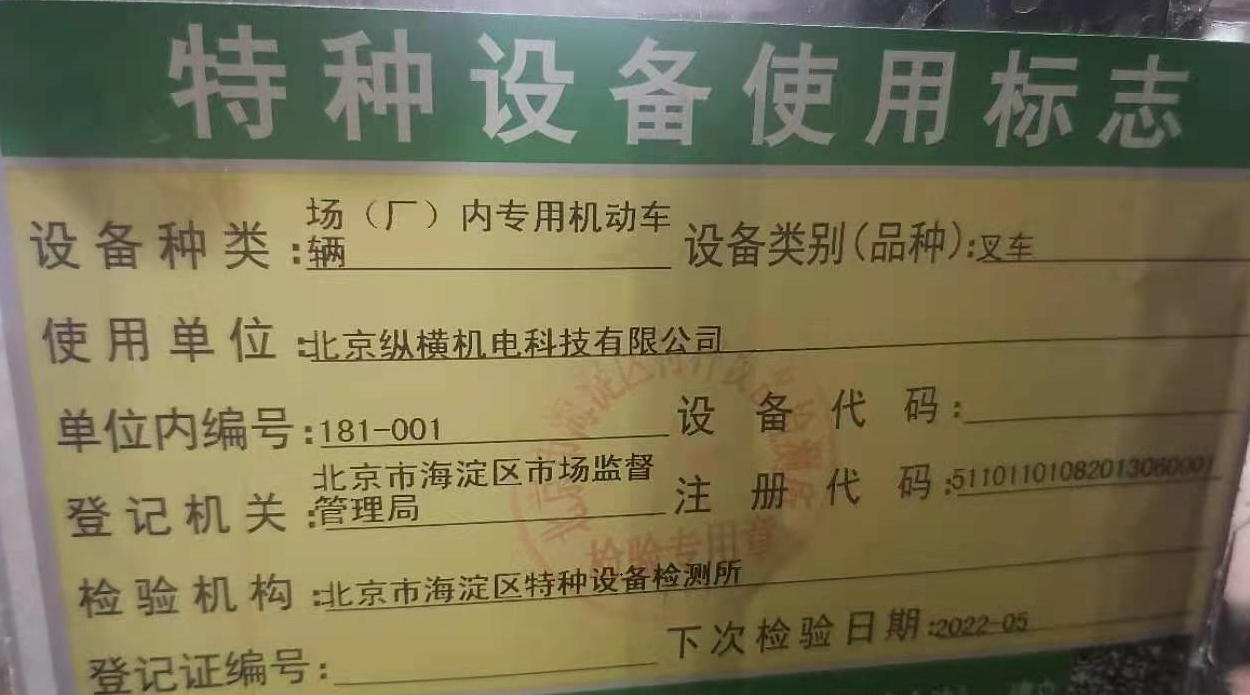 特种设备使用标志
设备种类:场（厂）内专用机动车辆 设备类别(品种):叉车
使用单位:北京纵横机电科技有限公司
单位内编号:181-001 设备代码:
登记机关:北京市海淀区市场监督管理局 注册代码:51101101082013060001
检验机构:北京市海淀区特种设备检测所
检验专用章
登记证编号: 下次检验日期:2022-05